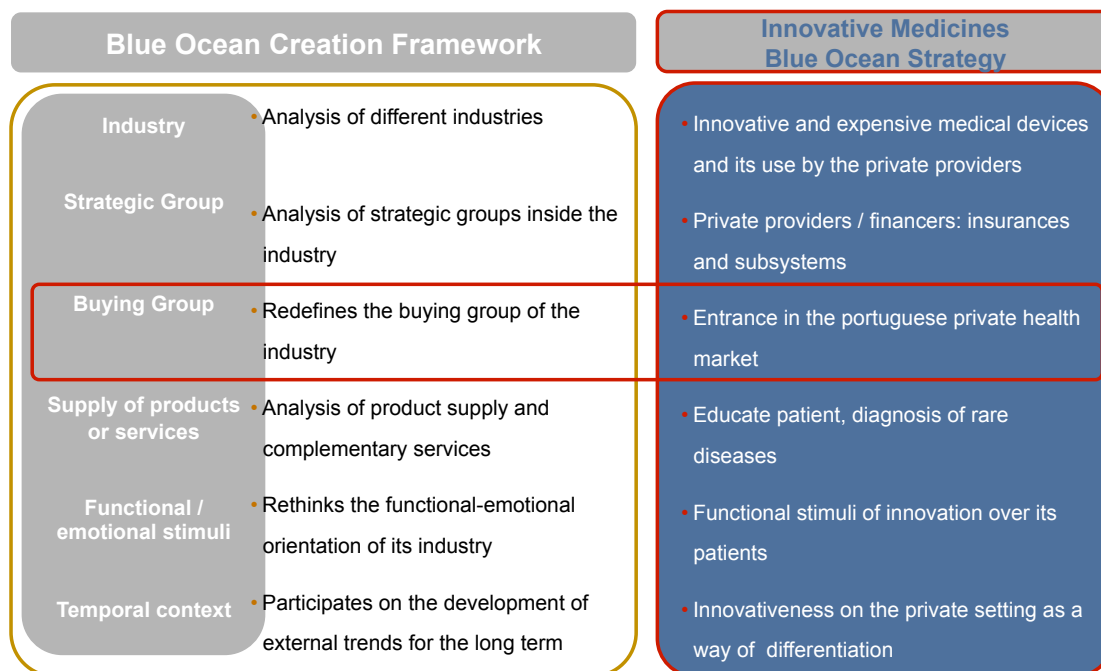 Blue Ocean Creation Framework
Innovative Medicines
Blue Ocean Strategy
Industry
• Analysis of different industries
• Innovative and expensive medical devices
and its use by the private providers
Strategic Group
• Analysis of strategic groups inside the
industry
• Private providers / financers: insurances
and subsystems
Buying Group
• Redefines the buying group of the
industry
• Entrance in the portuguese private health
market
Supply of products
or services
• Analysis of product supply and
complementary services
• Educate patient, diagnosis of rare
diseases
Functional /
emotional stimuli
• Rethinks the functional-emotional
orientation of its industry
• Functional stimuli of innovation over its
patients
Temporal context
• Participates on the development of
external trends for the long term
• Innovativeness on the private setting as a
way of differentiation